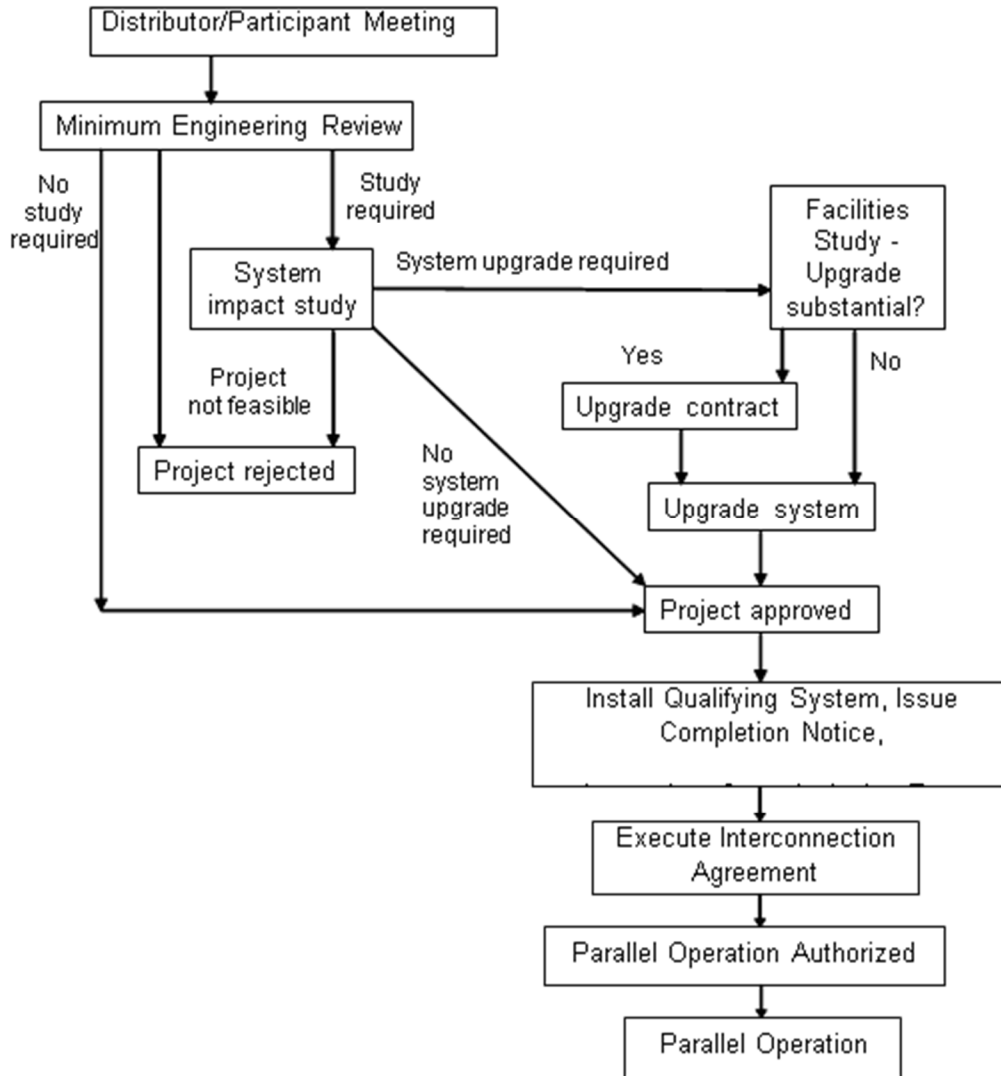 Distributor/Participant Meeting
Minimum Engineering Review
No
study
required
Study
required
System
impact study
System upgrade required
Facilities
Study -
Upgrade
substantial?
Yes
No
Project
not feasible
Upgrade contract
Project rejected
No
system
upgrade
required
Upgrade system
Project approved
Install Qualifying System, Issue
Completion Notice,
Execute Interconnection
Agreement
Parallel Operation Authorized
Parallel Operation